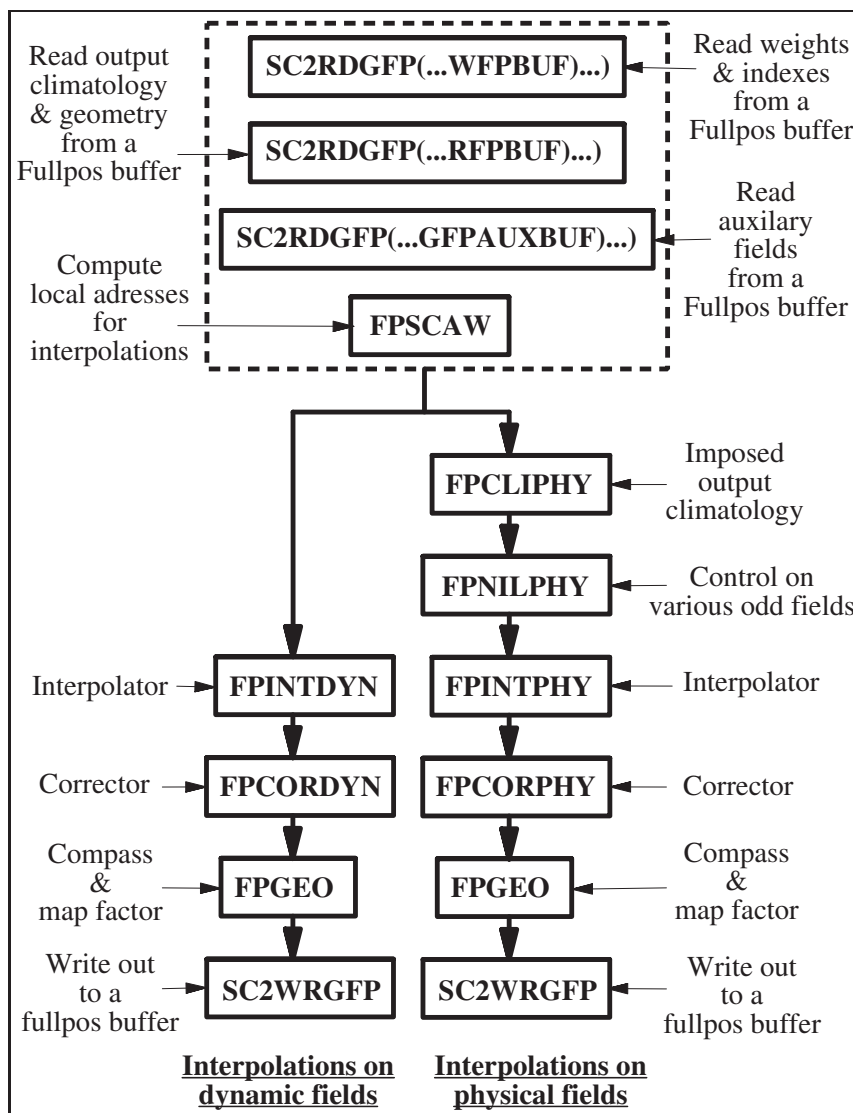 Read output
climatology
& geometry
from a
Fullpos buffer
SC2RDGFP(...WFPBUF)...)
Read weights
& indexes
from a
Fullpos buffer
SC2RDGFP(...RFPBUF)...)
SC2RDGFP(...GFPAUXBUF)...)
Read
auxilary
fields
from a
Fullpos buffer
Compute
local adresses
for
interpolations
FPSCAW
FPCLIPHY
Imposed
output
climatology
FPNILPHY
Control on
various odd fields
Interpolator
FPINTDYN
FPINTPHY
Interpolator
Corrector
FPCORDYN
FPCORPHY
Corrector
Compass
&
map factor
FPGEO
FPGEO
Compass
&
map factor
Write out
to a
fullpos buffer
SC2WRGFP
SC2WRGFP
Write out
to a
fullpos buffer
Interpolations on
dynamic fields
Interpolations on
physical fields